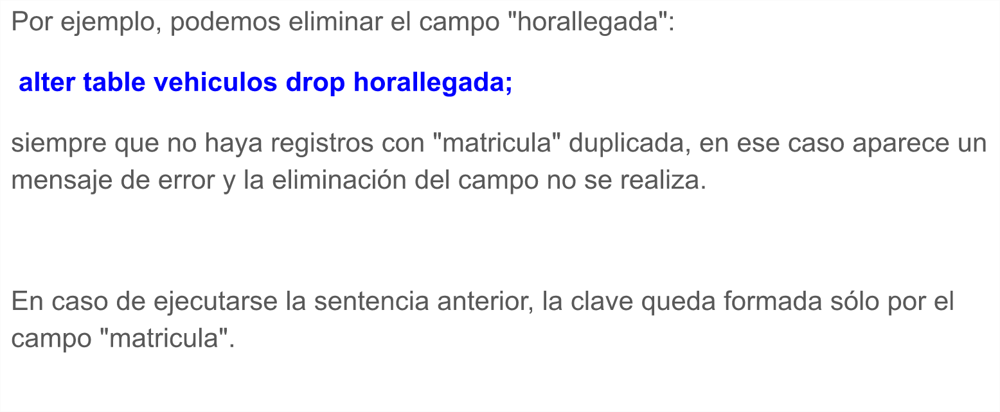 Por ejemplo, podemos eliminar el campo "horallegada":
alter table vehiculos drop horallegada;
siempre que no haya registros con "matricula" duplicada, en ese caso aparece un
mensaje de error y la eliminación del campo no se realiza.
En caso de ejecutarse la sentencia anterior, la clave queda formada sólo por el
campo "matricula".